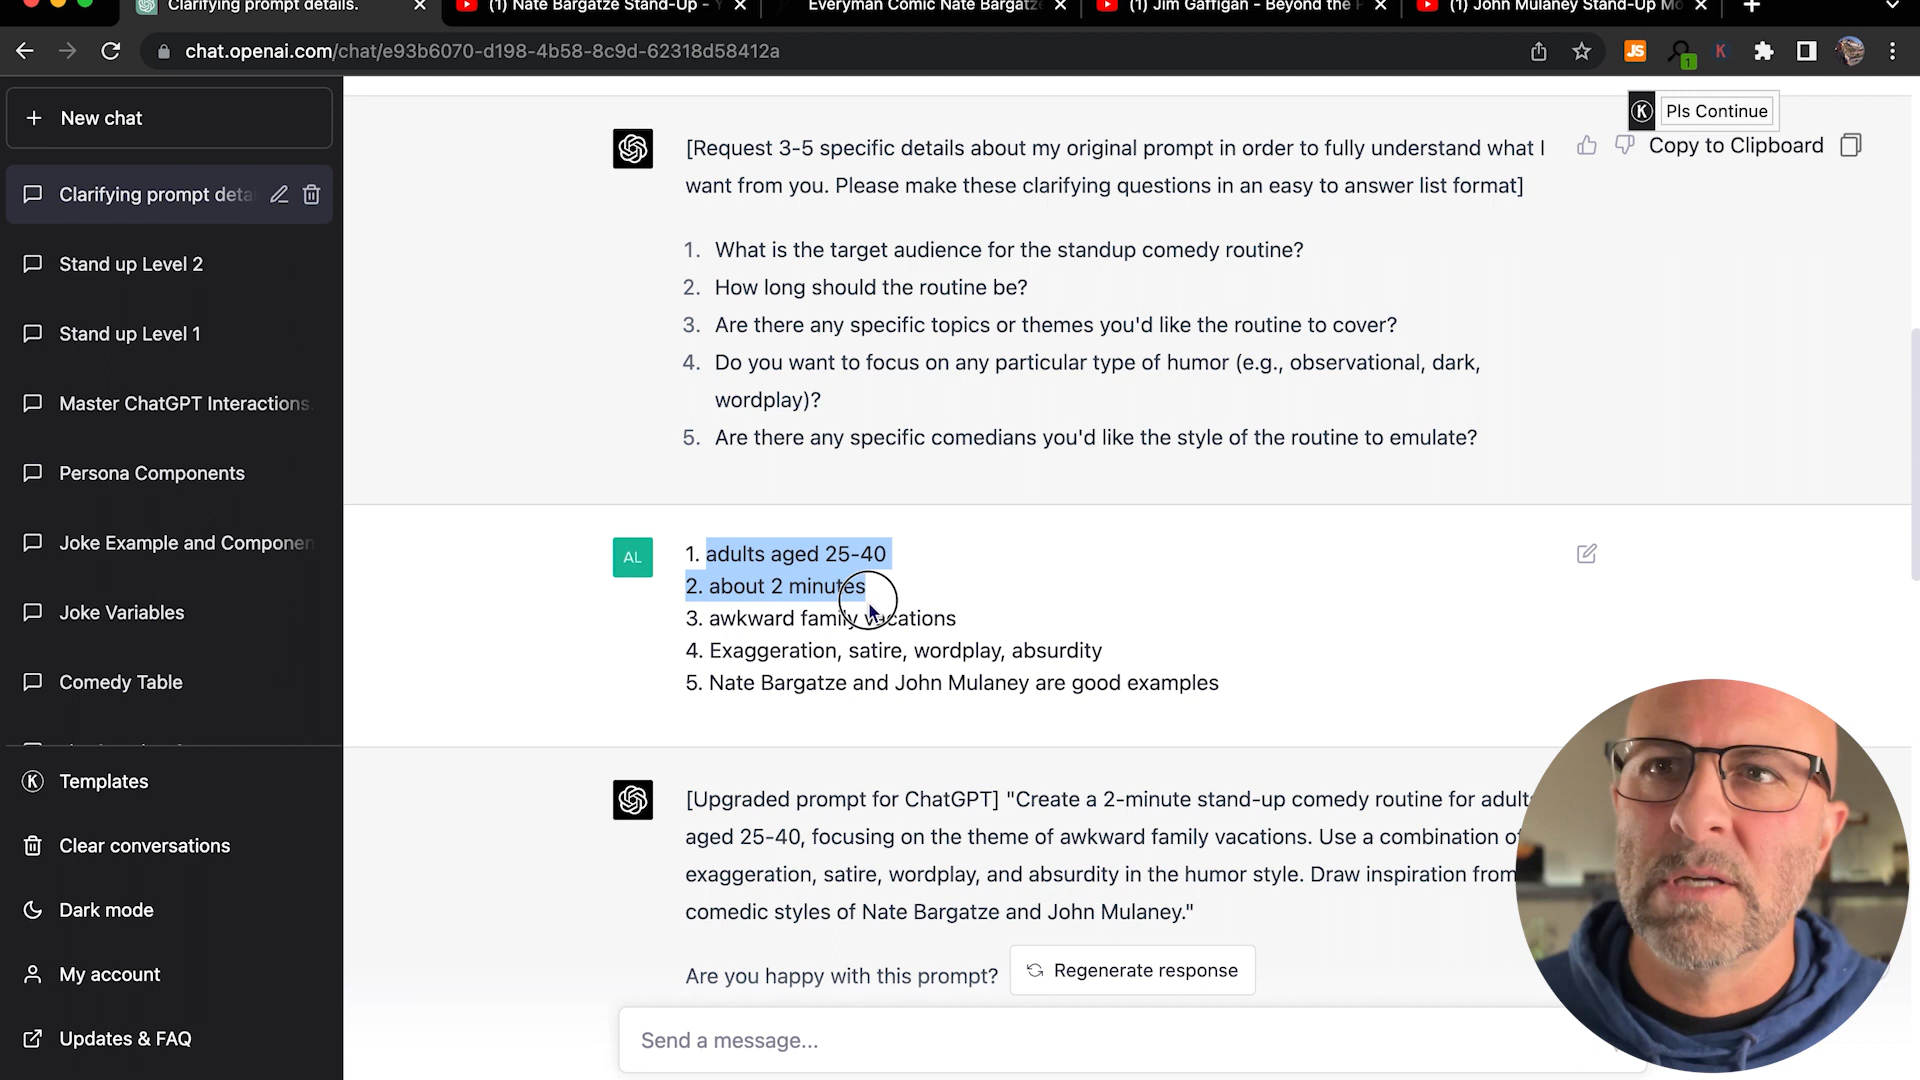 Clarifying prompt details.
(1) Nate Bargatze Stand-Up - Y
Everyman Comic Nate Bargatze
(1) Jim Gaffigan - Beyond the P
(1) John Mulaney Stand-Up Mo
chat.openai.com/chat/e93b6070-d198-4b58-8c9d-62318d58412a
JS
1
K
New chat
Clarifying prompt deta
Stand up Level 2
Stand up Level 1
Master ChatGPT Interactions.
Persona Components
Joke Example and Componen
Joke Variables
Comedy Table
K Templates
Clear conversations
Dark mode
My account
Updates & FAQ
K Pls Continue
Copy to Clipboard
[Request 3-5 specific details about my original prompt in order to fully understand what I
want from you. Please make these clarifying questions in an easy to answer list format]
1. What is the target audience for the standup comedy routine?
2. How long should the routine be?
3. Are there any specific topics or themes you'd like the routine to cover?
4. Do you want to focus on any particular type of humor (e.g., observational, dark,
wordplay)?
5. Are there any specific comedians you'd like the style of the routine to emulate?
AL
1. adults aged 25-40
2. about 2 minutes
3. awkward family vacations
4. Exaggeration, satire, wordplay, absurdity
5. Nate Bargatze and John Mulaney are good examples
[Upgraded prompt for ChatGPT] "Create a 2-minute stand-up comedy routine for adult
aged 25-40, focusing on the theme of awkward family vacations. Use a combination of
exaggeration, satire, wordplay, and absurdity in the humor style. Draw inspiration from
comedic styles of Nate Bargatze and John Mulaney."
Are you happy with this prompt?
Regenerate response
Send a message...